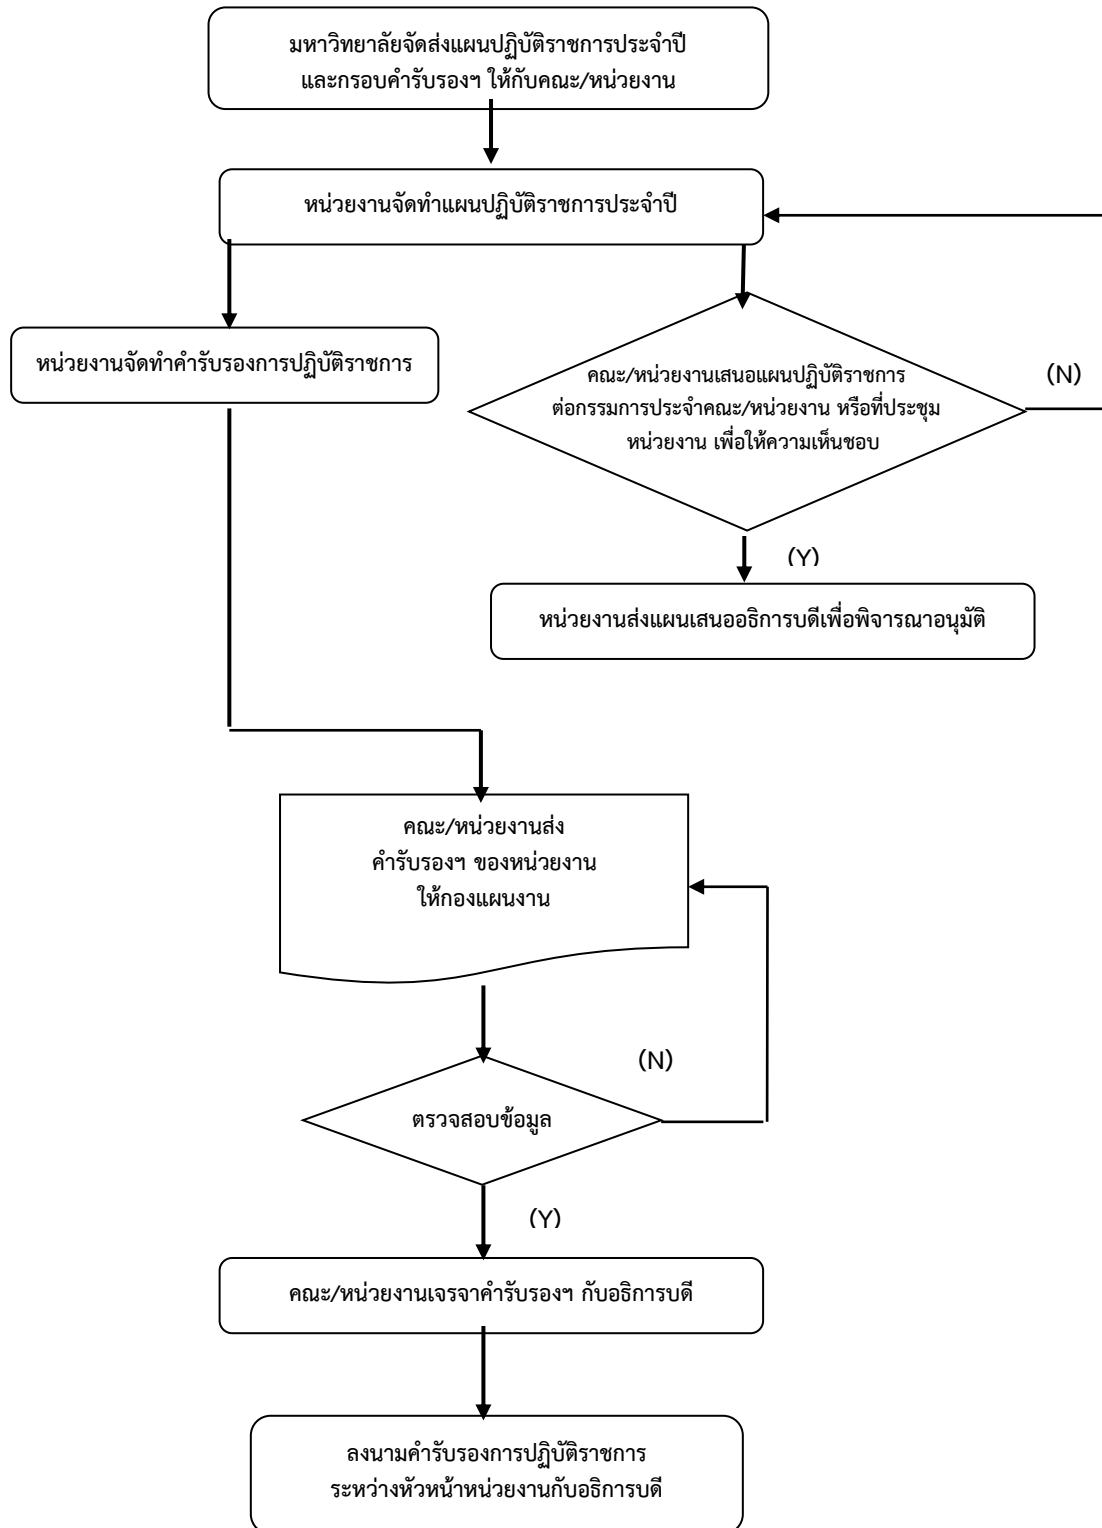 มหาวิทยาลัยจัดส่งแผนปฏิบัติราชการประจำปี
และกรอบคำรับรองฯ ให้กับคณะ/หน่วยงาน
หน่วยงานจัดทำแผนปฏิบัติราชการประจำปี
หน่วยงานจัดทำคำรับรองการปฏิบัติราชการ
คณะ/หน่วยงานเสนอแผนปฏิบัติราชการ
ต่อกรรมการประจำคณะ/หน่วยงาน หรือที่ประชุม
หน่วยงาน เพื่อให้ความเห็นชอบ
(N)
(Y)
หน่วยงานส่งแผนเสนออธิการบดีเพื่อพิจารณาอนุมัติ
คณะ/หน่วยงานส่ง
คำรับรองฯ ของหน่วยงาน
ให้กองแผนงาน
(N)
ตรวจสอบข้อมูล
(Y)
คณะ/หน่วยงานเจรจาคำรับรองฯ กับอธิการบดี
ลงนามคำรับรองการปฏิบัติราชการ
ระหว่างหัวหน้าหน่วยงานกับอธิการบดี